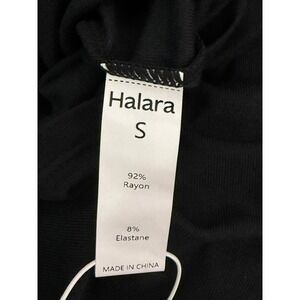 Halara
S
92%
Rayon
8%
Elastane
MADE IN CHINA